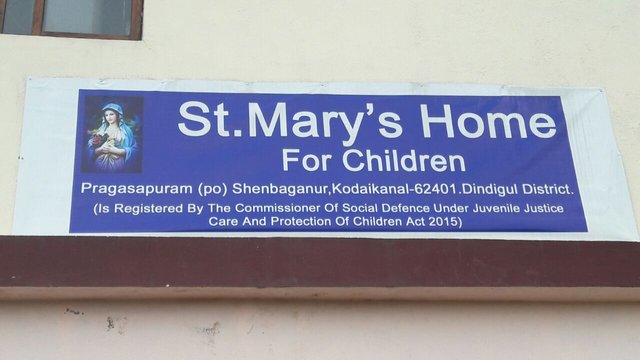 St.Mary's Home
For Children
Pragasapuram (po) Shenbaganur,Kodaikanal-62401.Dindigul District.
(Is Registered By The Commissioner Of Social Defence Under Juvenile Justice
Care And Protection Of Children Act 2015)